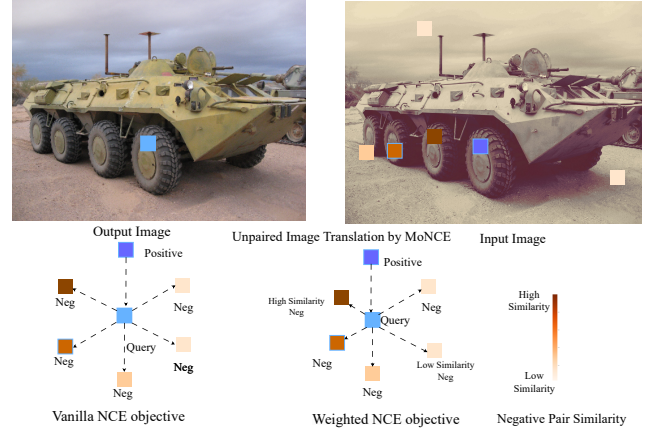 Output Image
Unpaired Image Translation by MoNCE
Input Image
Positive
Neg
Neg
Neg
Query
Neg
Neg
Vanilla NCE objective
Positive
High Similarity
Neg
Neg
Query
Neg
Low Similarity
Neg
Neg
Weighted NCE objective
High
Similarity
Low
Similarity
Negative Pair Similarity